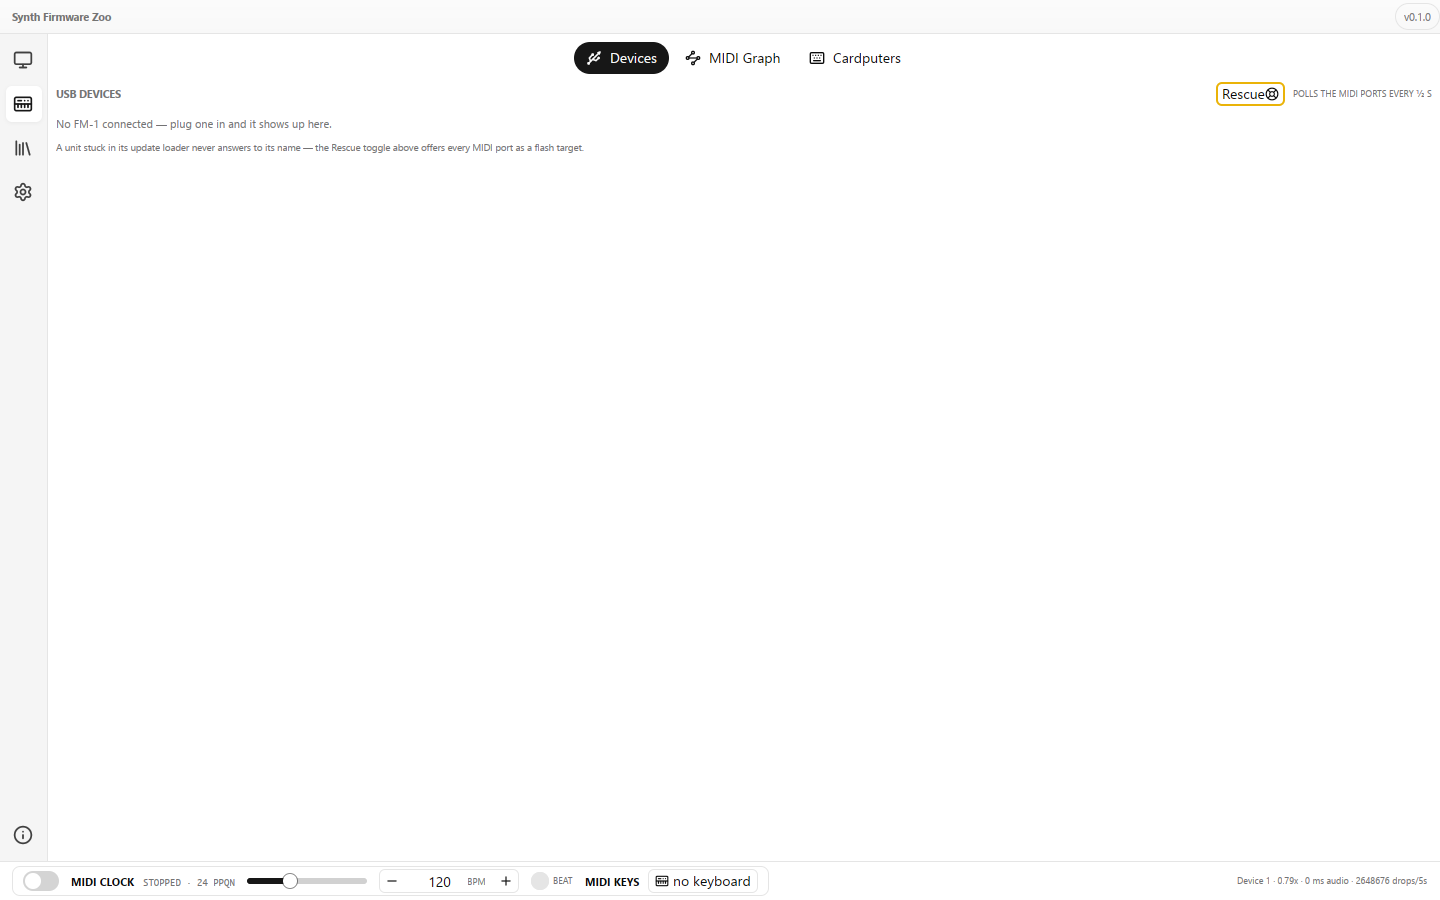 Synth Firmware Zoo
v0.1.0
Devices
MIDI Graph
Cardputers
USB DEVICES
Rescue
POLLS THE MIDI PORTS EVERY ½ S
No FM-1 connected — plug one in and it shows up here.
A unit stuck in its update loader never answers to its name — the Rescue toggle above offers every MIDI port as a flash target.
MIDI CLOCK
STOPPED · 24 PPQN
120
BPM
BEAT
MIDI KEYS
no keyboard
Device 1 · 0.79x · 0 ms audio · 2648676 drops/5s